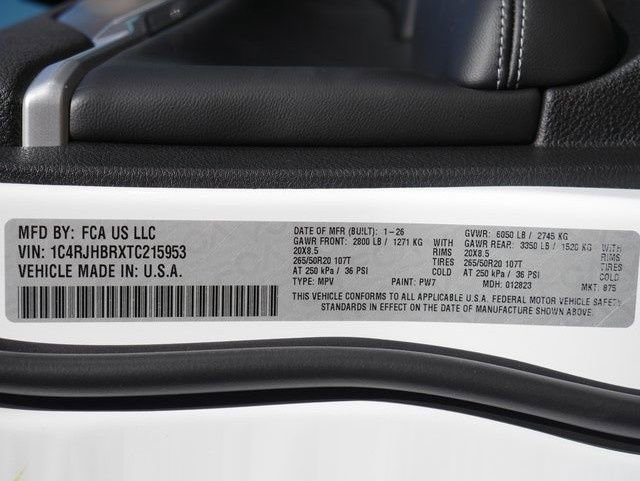 MFD BY: FCA US LLC
VIN: 1C4RJHBRXTC215953
VEHICLE MADE IN: U.S.A.
DATE OF MFR (BUILT): 1-26
GAWR FRONT: 2800 LB / 1271 KG WITH
20X8.5 RIMS
265/50R20 107T TIRES
AT 250 kPa / 36 PSI COLD
TYPE: MPV PAINT: PW7
GVWR: 6050 LB / 2745 KG
GAWR REAR: 3350 LB / 1520 KG WITH
20X8.5 RIMS
265/50R20 107T TIRES
AT 250 kPa / 36 PSI COLD
MDH: 012823 MKT: 875
THIS VEHICLE CONFORMS TO ALL APPLICABLE U.S.A. FEDERAL MOTOR VEHICLE SAFETY
STANDARDS IN EFFECT ON THE DATE OF MANUFACTURE SHOWN ABOVE.